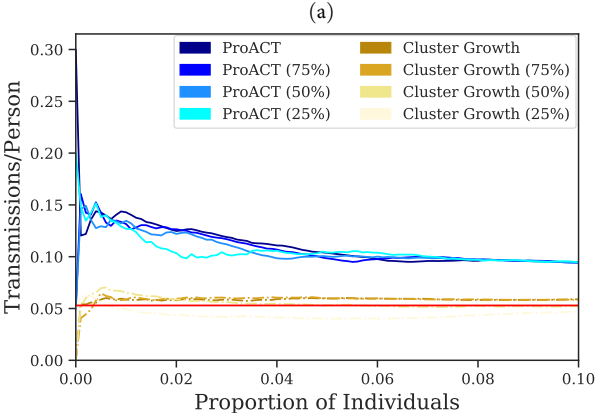 (a)
ProACT
ProACT (75%)
ProACT (50%)
ProACT (25%)
Cluster Growth
Cluster Growth (75%)
Cluster Growth (50%)
Cluster Growth (25%)
Transmissions/Person
0.30
0.25
0.20
0.15
0.10
0.05
0.00
0.00 0.02 0.04 0.06 0.08 0.10
Proportion of Individuals